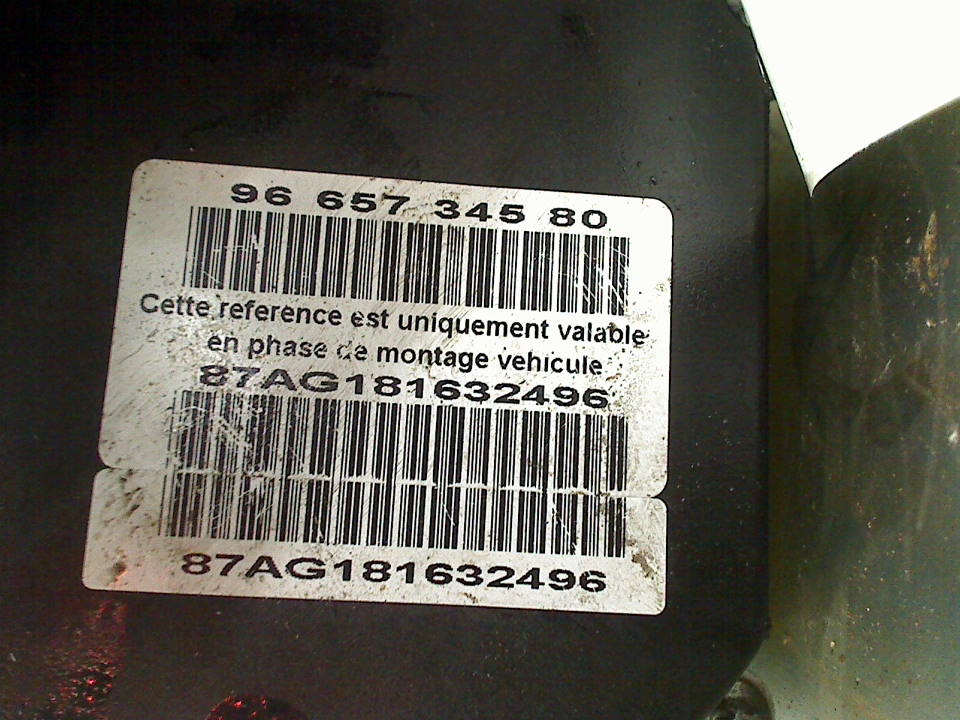 96 657 345 80
Cette reference est uniquement valable
en phase de montage vehicule
87AG181632496
87AG181632496